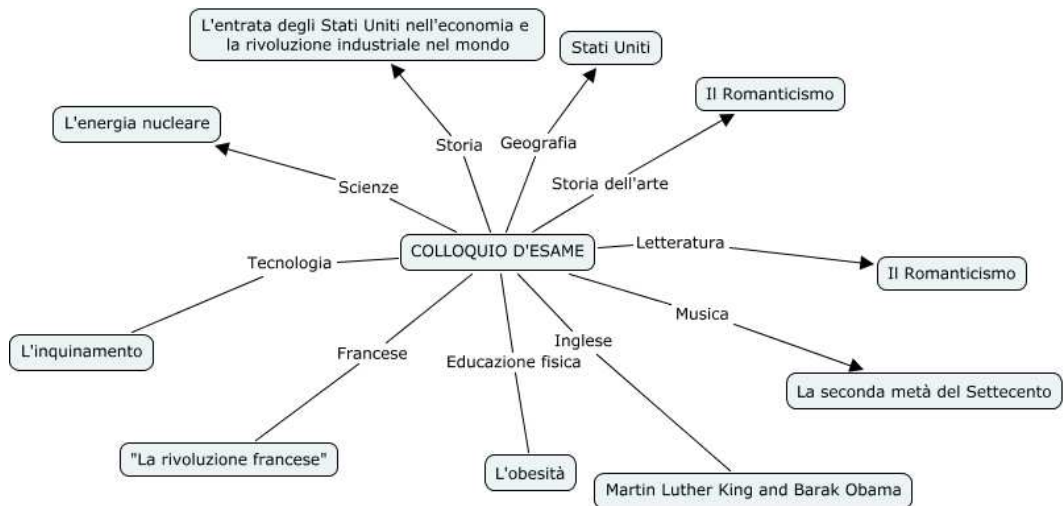 L'entrata degli Stati Uniti nell'economia e
la rivoluzione industriale nel mondo
Stati Uniti
Il Romanticismo
L'energia nucleare
Storia
Geografia
Scienze
Storia dell'arte
COLLOQUIO D'ESAME
Letteratura
Tecnologia
Il Romanticismo
Musica
L'inquinamento
Francese
Educazione fisica
Inglese
La seconda metà del Settecento
"La rivoluzione francese"
L'obesità
Martin Luther King and Barak Obama